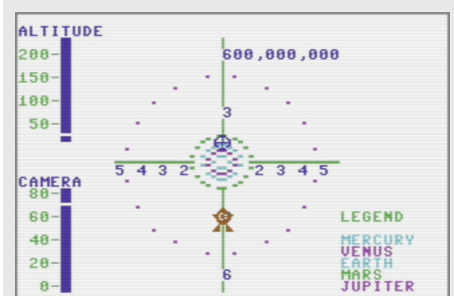 ALTITUDE
200-
600,000,000
150-
100-
3
50-
5 4 3 2 2 3 4 5
CAMERA
80-
60-
LEGEND
40-
MERCURY
VENUS
20-
EARTH
MARS
6
0-
JUPITER